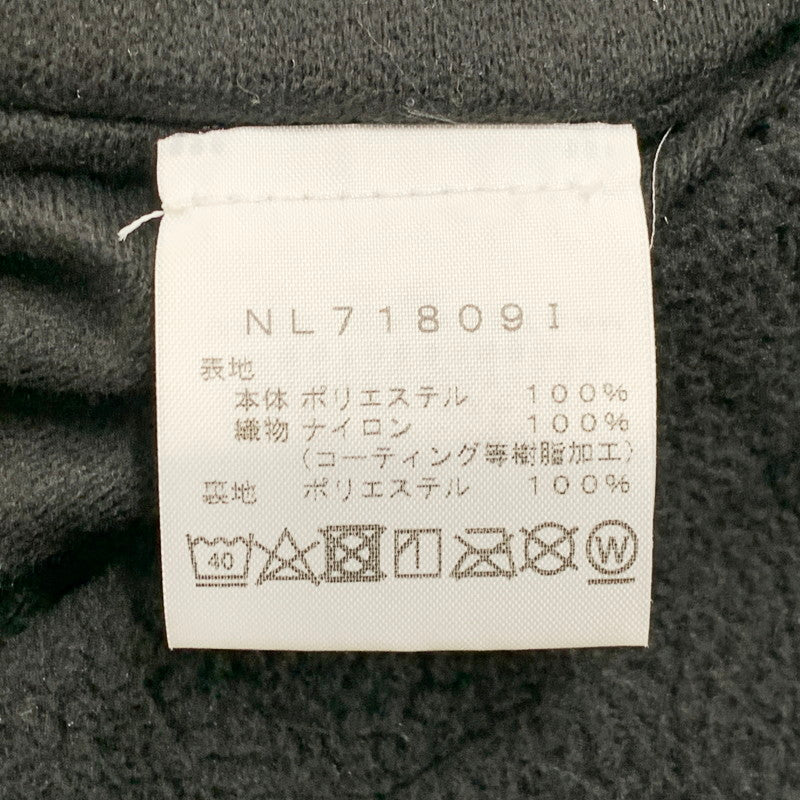 NL71809I
表地
本体 ポリエステル 100%
織物 ナイロン 100%
(コーティング等樹脂加工)
裏地 ポリエステル 100%
40 W